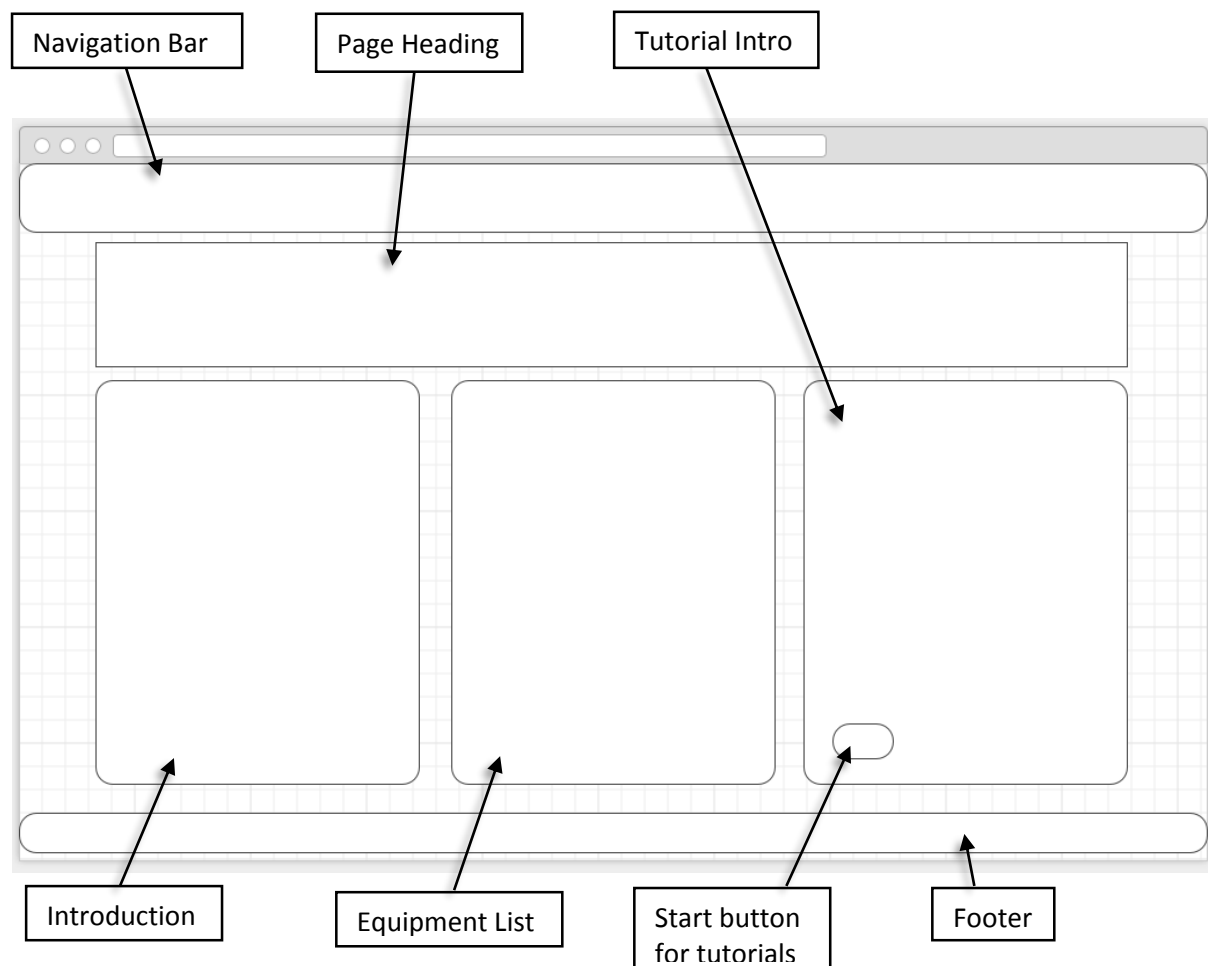 Navigation Bar
Page Heading
Tutorial Intro
Introduction
Equipment List
Start button
for tutorials
Footer